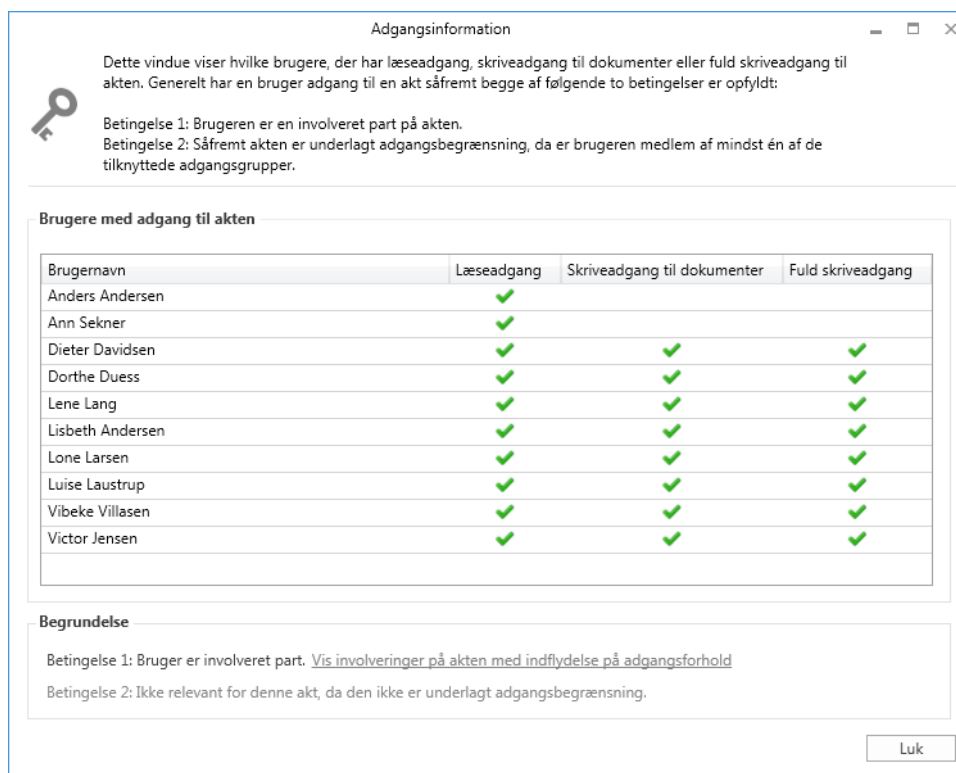 Adgangsinformation
Dette vindue viser hvilke brugere, der har læseadgang, skriveadgang til dokumenter eller fuld skriveadgang til
akten. Generelt har en bruger adgang til en akt såfremt begge af følgende to betingelser er opfyldt:
Betingelse 1: Brugeren er en involveret part på akten.
Betingelse 2: Såfremt akten er underlagt adgangsbegrænsning, da er brugeren medlem af mindst én af de
tilknyttede adgangsgrupper.
Brugere med adgang til akten
Brugernavn Læseadgang Skriveadgang til dokumenter Fuld skriveadgang
Anders Andersen
Ann Sekner
Dieter Davidsen
Dorthe Duess
Lene Lang
Lisbeth Andersen
Lone Larsen
Luise Laustrup
Vibeke Villasen
Victor Jensen
Begrundelse
Betingelse 1: Bruger er involveret part. Vis involveringer på akten med indflydelse på adgangsforhold
Betingelse 2: Ikke relevant for denne akt, da den ikke er underlagt adgangsbegrænsning.
Luk